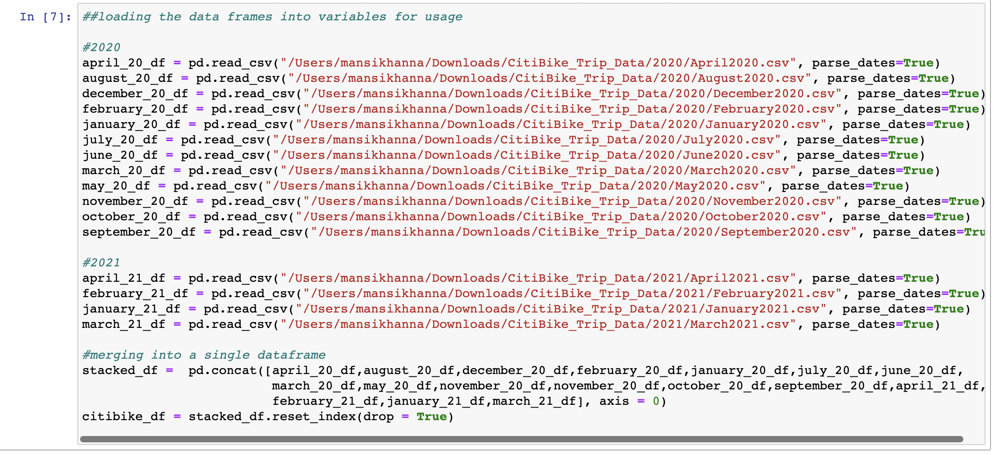 In [7]: ##loading the data frames into variables for usage
#2020
april_20_df = pd.read_csv("/Users/mansikhanna/Downloads/CitiBike_Trip_Data/2020/April2020.csv", parse_dates=True)
august_20_df = pd.read_csv("/Users/mansikhanna/Downloads/CitiBike_Trip_Data/2020/August2020.csv", parse_dates=True)
december_20_df = pd.read_csv("/Users/mansikhanna/Downloads/CitiBike_Trip_Data/2020/December2020.csv", parse_dates=True)
february_20_df = pd.read_csv("/Users/mansikhanna/Downloads/CitiBike_Trip_Data/2020/February2020.csv", parse_dates=True)
january_20_df = pd.read_csv("/Users/mansikhanna/Downloads/CitiBike_Trip_Data/2020/January2020.csv", parse_dates=True)
july_20_df = pd.read_csv("/Users/mansikhanna/Downloads/CitiBike_Trip_Data/2020/July2020.csv", parse_dates=True)
june_20_df = pd.read_csv("/Users/mansikhanna/Downloads/CitiBike_Trip_Data/2020/June2020.csv", parse_dates=True)
march_20_df = pd.read_csv("/Users/mansikhanna/Downloads/CitiBike_Trip_Data/2020/March2020.csv", parse_dates=True)
may_20_df = pd.read_csv("/Users/mansikhanna/Downloads/CitiBike_Trip_Data/2020/May2020.csv", parse_dates=True)
november_20_df = pd.read_csv("/Users/mansikhanna/Downloads/CitiBike_Trip_Data/2020/November2020.csv", parse_dates=True)
october_20_df = pd.read_csv("/Users/mansikhanna/Downloads/CitiBike_Trip_Data/2020/October2020.csv", parse_dates=True)
september_20_df = pd.read_csv("/Users/mansikhanna/Downloads/CitiBike_Trip_Data/2020/September2020.csv", parse_dates=Tru
#2021
april_21_df = pd.read_csv("/Users/mansikhanna/Downloads/CitiBike_Trip_Data/2021/April2021.csv", parse_dates=True)
february_21_df = pd.read_csv("/Users/mansikhanna/Downloads/CitiBike_Trip_Data/2021/February2021.csv", parse_dates=True)
january_21_df = pd.read_csv("/Users/mansikhanna/Downloads/CitiBike_Trip_Data/2021/January2021.csv", parse_dates=True)
march_21_df = pd.read_csv("/Users/mansikhanna/Downloads/CitiBike_Trip_Data/2021/March2021.csv", parse_dates=True)
#merging into a single dataframe
stacked_df =  pd.concat([april_20_df,august_20_df,december_20_df,february_20_df,january_20_df,july_20_df,june_20_df,
march_20_df,may_20_df,november_20_df,november_20_df,october_20_df,september_20_df,april_21_df,
february_21_df,january_21_df,march_21_df], axis = 0)
citibike_df = stacked_df.reset_index(drop = True)